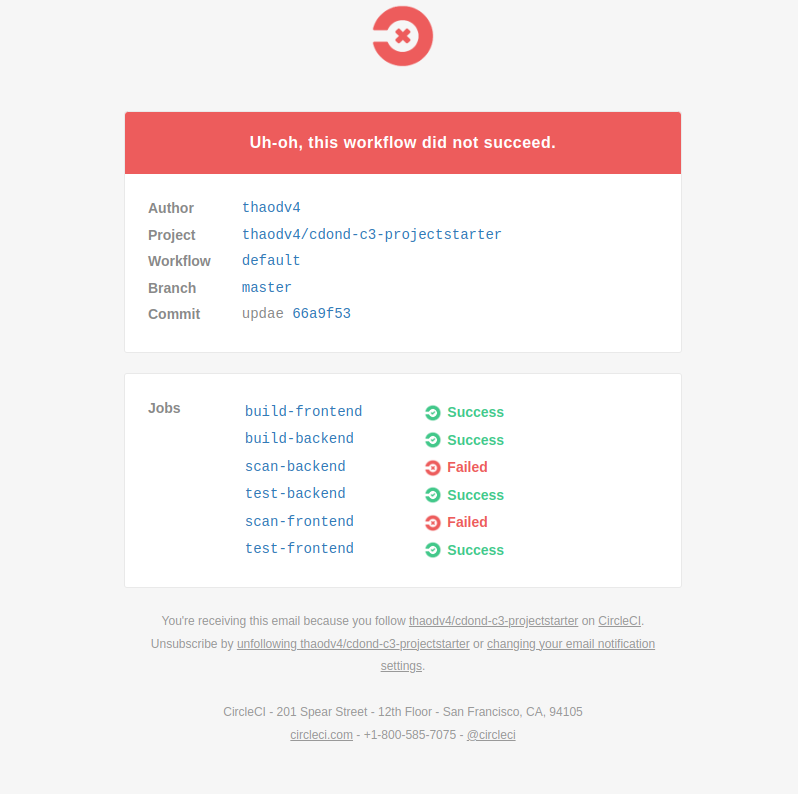 Uh-oh, this workflow did not succeed.
Author thaodv4
Project thaodv4/cdond-c3-projectstarter
Workflow default
Branch master
Commit updae 66a9f53
Jobs build-frontend Success
build-backend Success
scan-backend Failed
test-backend Success
scan-frontend Failed
test-frontend Success
You're receiving this email because you follow thaodv4/cdond-c3-projectstarter on CircleCI.
Unsubscribe by unfollowing thaodv4/cdond-c3-projectstarter or changing your email notification
settings.
CircleCI - 201 Spear Street - 12th Floor - San Francisco, CA, 94105
circleci.com - +1-800-585-7075 - @circleci